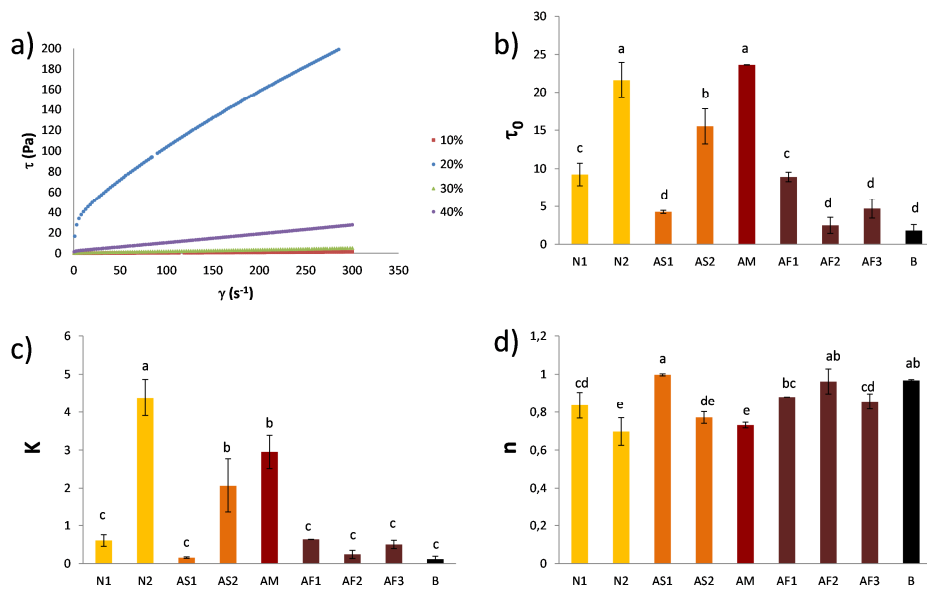 a)
200
180
160
140
120
100
80
60
40
20
0
τ (Pa)
0 50 100 150 200 250 300 350
γ (s-1)
10%
20%
30%
40%
b)
30
25
20
15
10
5
0
τ0
c a d b a c d d d
N1 N2 AS1 AS2 AM AF1 AF2 AF3 B
c)
6
5
4
3
2
1
0
K
c a c b b c c c c
N1 N2 AS1 AS2 AM AF1 AF2 AF3 B
d)
1,2
1
0,8
0,6
0,4
0,2
0
n
cd e a de e bc ab cd ab
N1 N2 AS1 AS2 AM AF1 AF2 AF3 B